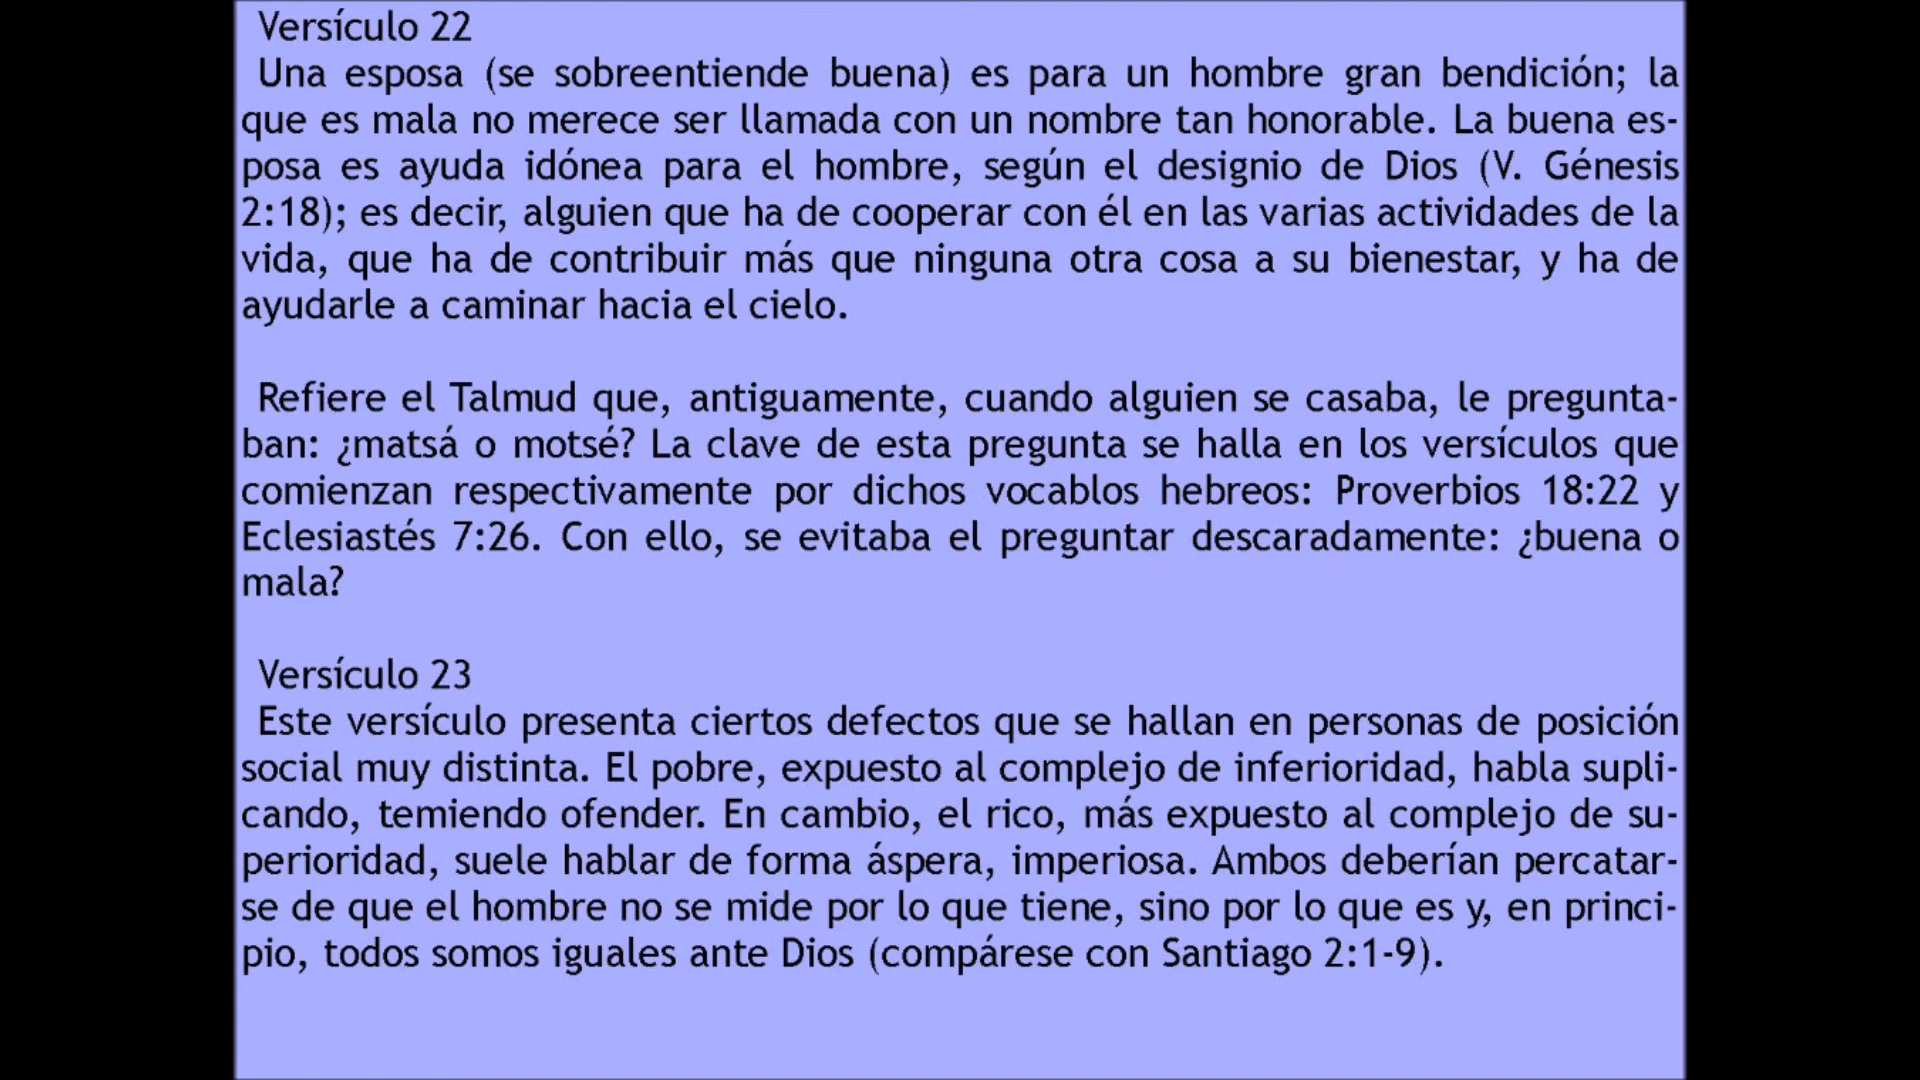 Versículo 22
Una esposa (se sobreentiende buena) es para un hombre gran bendición; la
que es mala no merece ser llamada con un nombre tan honorable. La buena es-
posa es ayuda idónea para el hombre, según el designio de Dios (V. Génesis
2:18); es decir, alguien que ha de cooperar con él en las varias actividades de la
vida, que ha de contribuir más que ninguna otra cosa a su bienestar, y ha de
ayudarle a caminar hacia el cielo.
Refiere el Talmud que, antiguamente, cuando alguien se casaba, le pregunta-
ban: ¿matsá o motsé? La clave de esta pregunta se halla en los versículos que
comienzan respectivamente por dichos vocablos hebreos: Proverbios 18:22 y
Eclesiastés 7:26. Con ello, se evitaba el preguntar descaradamente: ¿buena o
mala?
Versículo 23
Este versículo presenta ciertos defectos que se hallan en personas de posición
social muy distinta. El pobre, expuesto al complejo de inferioridad, habla supli-
cando, temiendo ofender. En cambio, el rico, más expuesto al complejo de su-
perioridad, suele hablar de forma áspera, imperiosa. Ambos deberían percatar-
se de que el hombre no se mide por lo que tiene, sino por lo que es y, en princi-
pio, todos somos iguales ante Dios (compárese con Santiago 2:1-9).